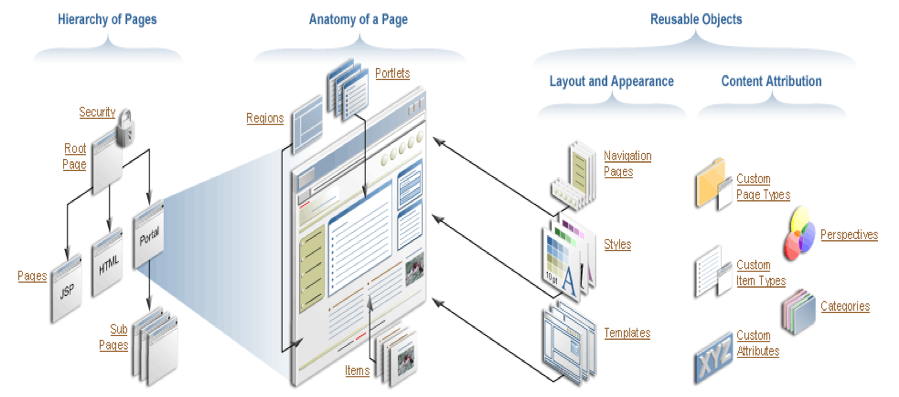 Hierarchy of Pages
Anatomy of a Page
Reusable Objects
Layout and Appearance
Content Attribution
Security
Root
Page
Pages
JSP
HTML
Portal
Sub
Pages
Regions
Portlets
Items
Navigation
Pages
Styles
10 pt
A
Templates
Custom
Page Types
Perspectives
Custom
Item Types
Categories
Custom
Attributes
XYZ